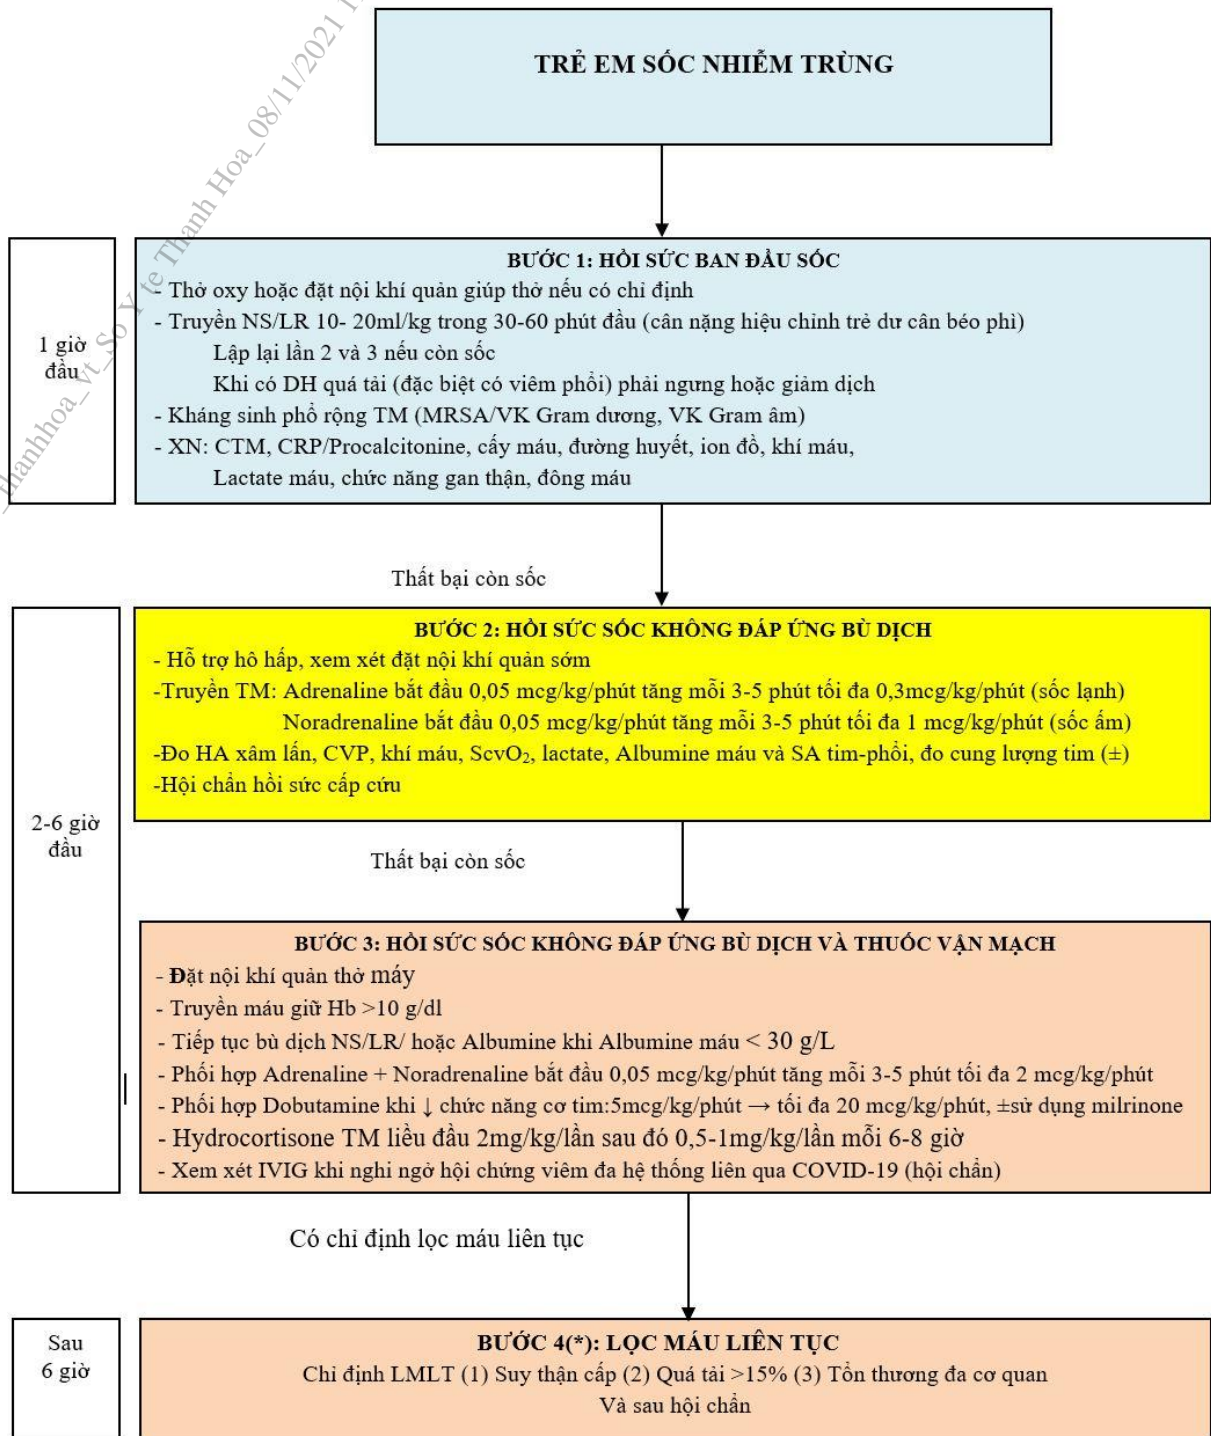 TRẺ EM SỐC NHIỄM TRÙNG
thanhhoa_vt_So Y te Thanh Hoa_08/11/2021
1 giờ
đầu
BƯỚC 1: HỒI SỨC BAN ĐẦU SỐC
- Thở oxy hoặc đặt nội khí quản giúp thở nếu có chỉ định
- Truyền NS/LR 10- 20ml/kg trong 30-60 phút đầu (cân nặng hiệu chỉnh trẻ dư cân béo phì)
Lập lại lần 2 và 3 nếu còn sốc
Khi có DH quá tải (đặc biệt có viêm phổi) phải ngưng hoặc giảm dịch
- Kháng sinh phổ rộng TM (MRSA/VK Gram dương, VK Gram âm)
- XN: CTM, CRP/Procalcitonine, cấy máu, đường huyết, ion đồ, khí máu,
Lactate máu, chức năng gan thận, đông máu
Thất bại còn sốc
2-6 giờ
đầu
BƯỚC 2: HỒI SỨC SỐC KHÔNG ĐÁP ỨNG BÙ DỊCH
- Hỗ trợ hô hấp, xem xét đặt nội khí quản sớm
-Truyền TM: Adrenaline bắt đầu 0,05 mcg/kg/phút tăng mỗi 3-5 phút tối đa 0,3mcg/kg/phút (sốc lạnh)
Noradrenaline bắt đầu 0,05 mcg/kg/phút tăng mỗi 3-5 phút tối đa 1 mcg/kg/phút (sốc ấm)
-Đo HA xâm lấn, CVP, khí máu, ScvO₂, lactate, Albumine máu và SA tim-phổi, đo cung lượng tim (±)
-Hội chẩn hồi sức cấp cứu
Thất bại còn sốc
BƯỚC 3: HỒI SỨC SỐC KHÔNG ĐÁP ỨNG BÙ DỊCH VÀ THUỐC VẬN MẠCH
- Đặt nội khí quản thở máy
- Truyền máu giữ Hb >10 g/dl
- Tiếp tục bù dịch NS/LR/ hoặc Albumine khi Albumine máu < 30 g/L
- Phối hợp Adrenaline + Noradrenaline bắt đầu 0,05 mcg/kg/phút tăng mỗi 3-5 phút tối đa 2 mcg/kg/phút
- Phối hợp Dobutamine khi ↓ chức năng cơ tim:5mcg/kg/phút → tối đa 20 mcg/kg/phút, ±sử dụng milrinone
- Hydrocortisone TM liều đầu 2mg/kg/lần sau đó 0,5-1mg/kg/lần mỗi 6-8 giờ
- Xem xét IVIG khi nghi ngờ hội chứng viêm đa hệ thống liên qua COVID-19 (hội chẩn)
Có chỉ định lọc máu liên tục
Sau
6 giờ
BƯỚC 4(*): LỌC MÁU LIÊN TỤC
Chỉ định LMLT (1) Suy thận cấp (2) Quá tải >15% (3) Tổn thương đa cơ quan
Và sau hội chẩn